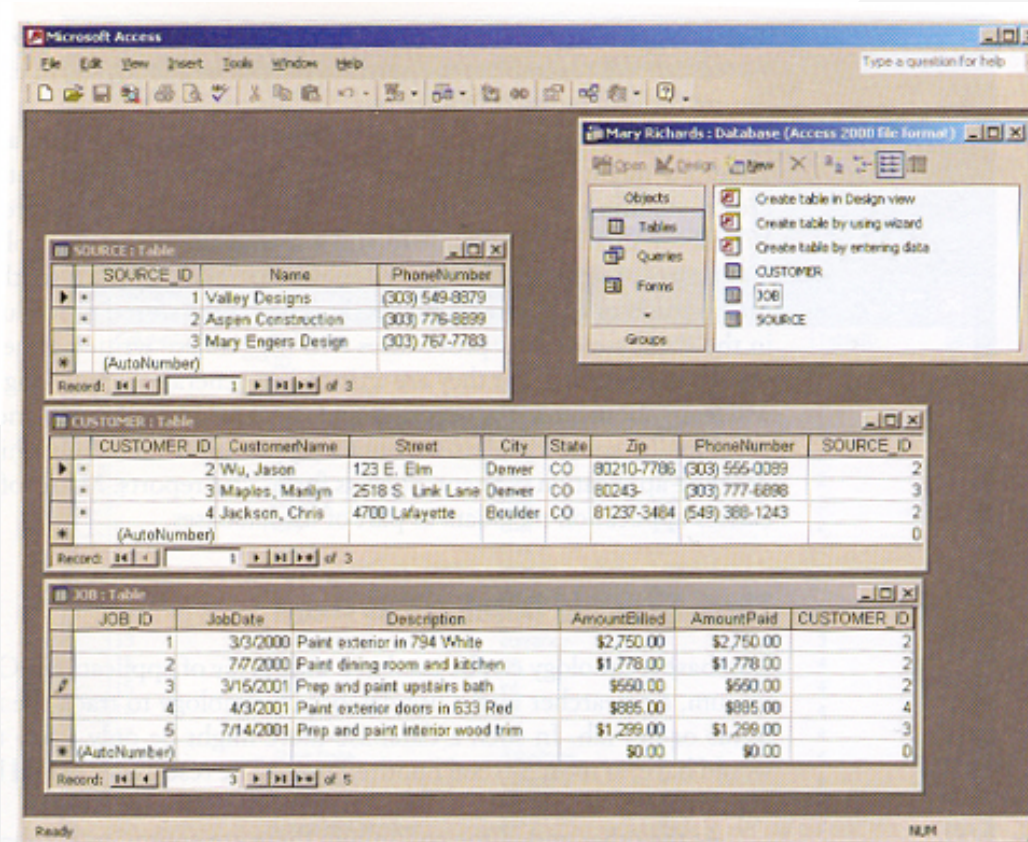 Microsoft Access
File Edit View Insert Tools Window Help
Type a question for help
Mary Richards : Database (Access 2000 file format)
Open Design New
Objects
Tables
Queries
Forms
Groups
Create table in Design view
Create table by using wizard
Create table by entering data
CUSTOMER
JOB
SOURCE
SOURCE : Table
SOURCE_ID Name PhoneNumber
1 Valley Designs (303) 549-8879
2 Aspen Construction (303) 776-8899
3 Mary Engers Design (303) 767-7783
(AutoNumber)
Record: 1 of 3
CUSTOMER : Table
CUSTOMER_ID CustomerName Street City State Zip PhoneNumber SOURCE_ID
2 Wu, Jason 123 E. Elm Denver CO 80210-7786 (303) 555-0089 2
3 Maples, Marilyn 2518 S. Link Lane Denver CO 80243- (303) 777-6898 3
4 Jackson, Chris 4700 Lafayette Boulder CO 81237-3484 (549) 388-1243 2
(AutoNumber) 0
Record: 1 of 3
JOB : Table
JOB_ID JobDate Description AmountBilled AmountPaid CUSTOMER_ID
1 3/3/2000 Paint exterior in 794 White $2,750.00 $2,750.00 2
2 7/7/2000 Paint dining room and kitchen $1,778.00 $1,778.00 2
3 3/15/2001 Prep and paint upstairs bath $550.00 $550.00 2
4 4/3/2001 Paint exterior doors in 633 Red $885.00 $885.00 4
5 7/14/2001 Prep and paint interior wood trim $1,299.00 $1,299.00 3
(AutoNumber) $0.00 $0.00 0
Record: 3 of 5
Ready NUM